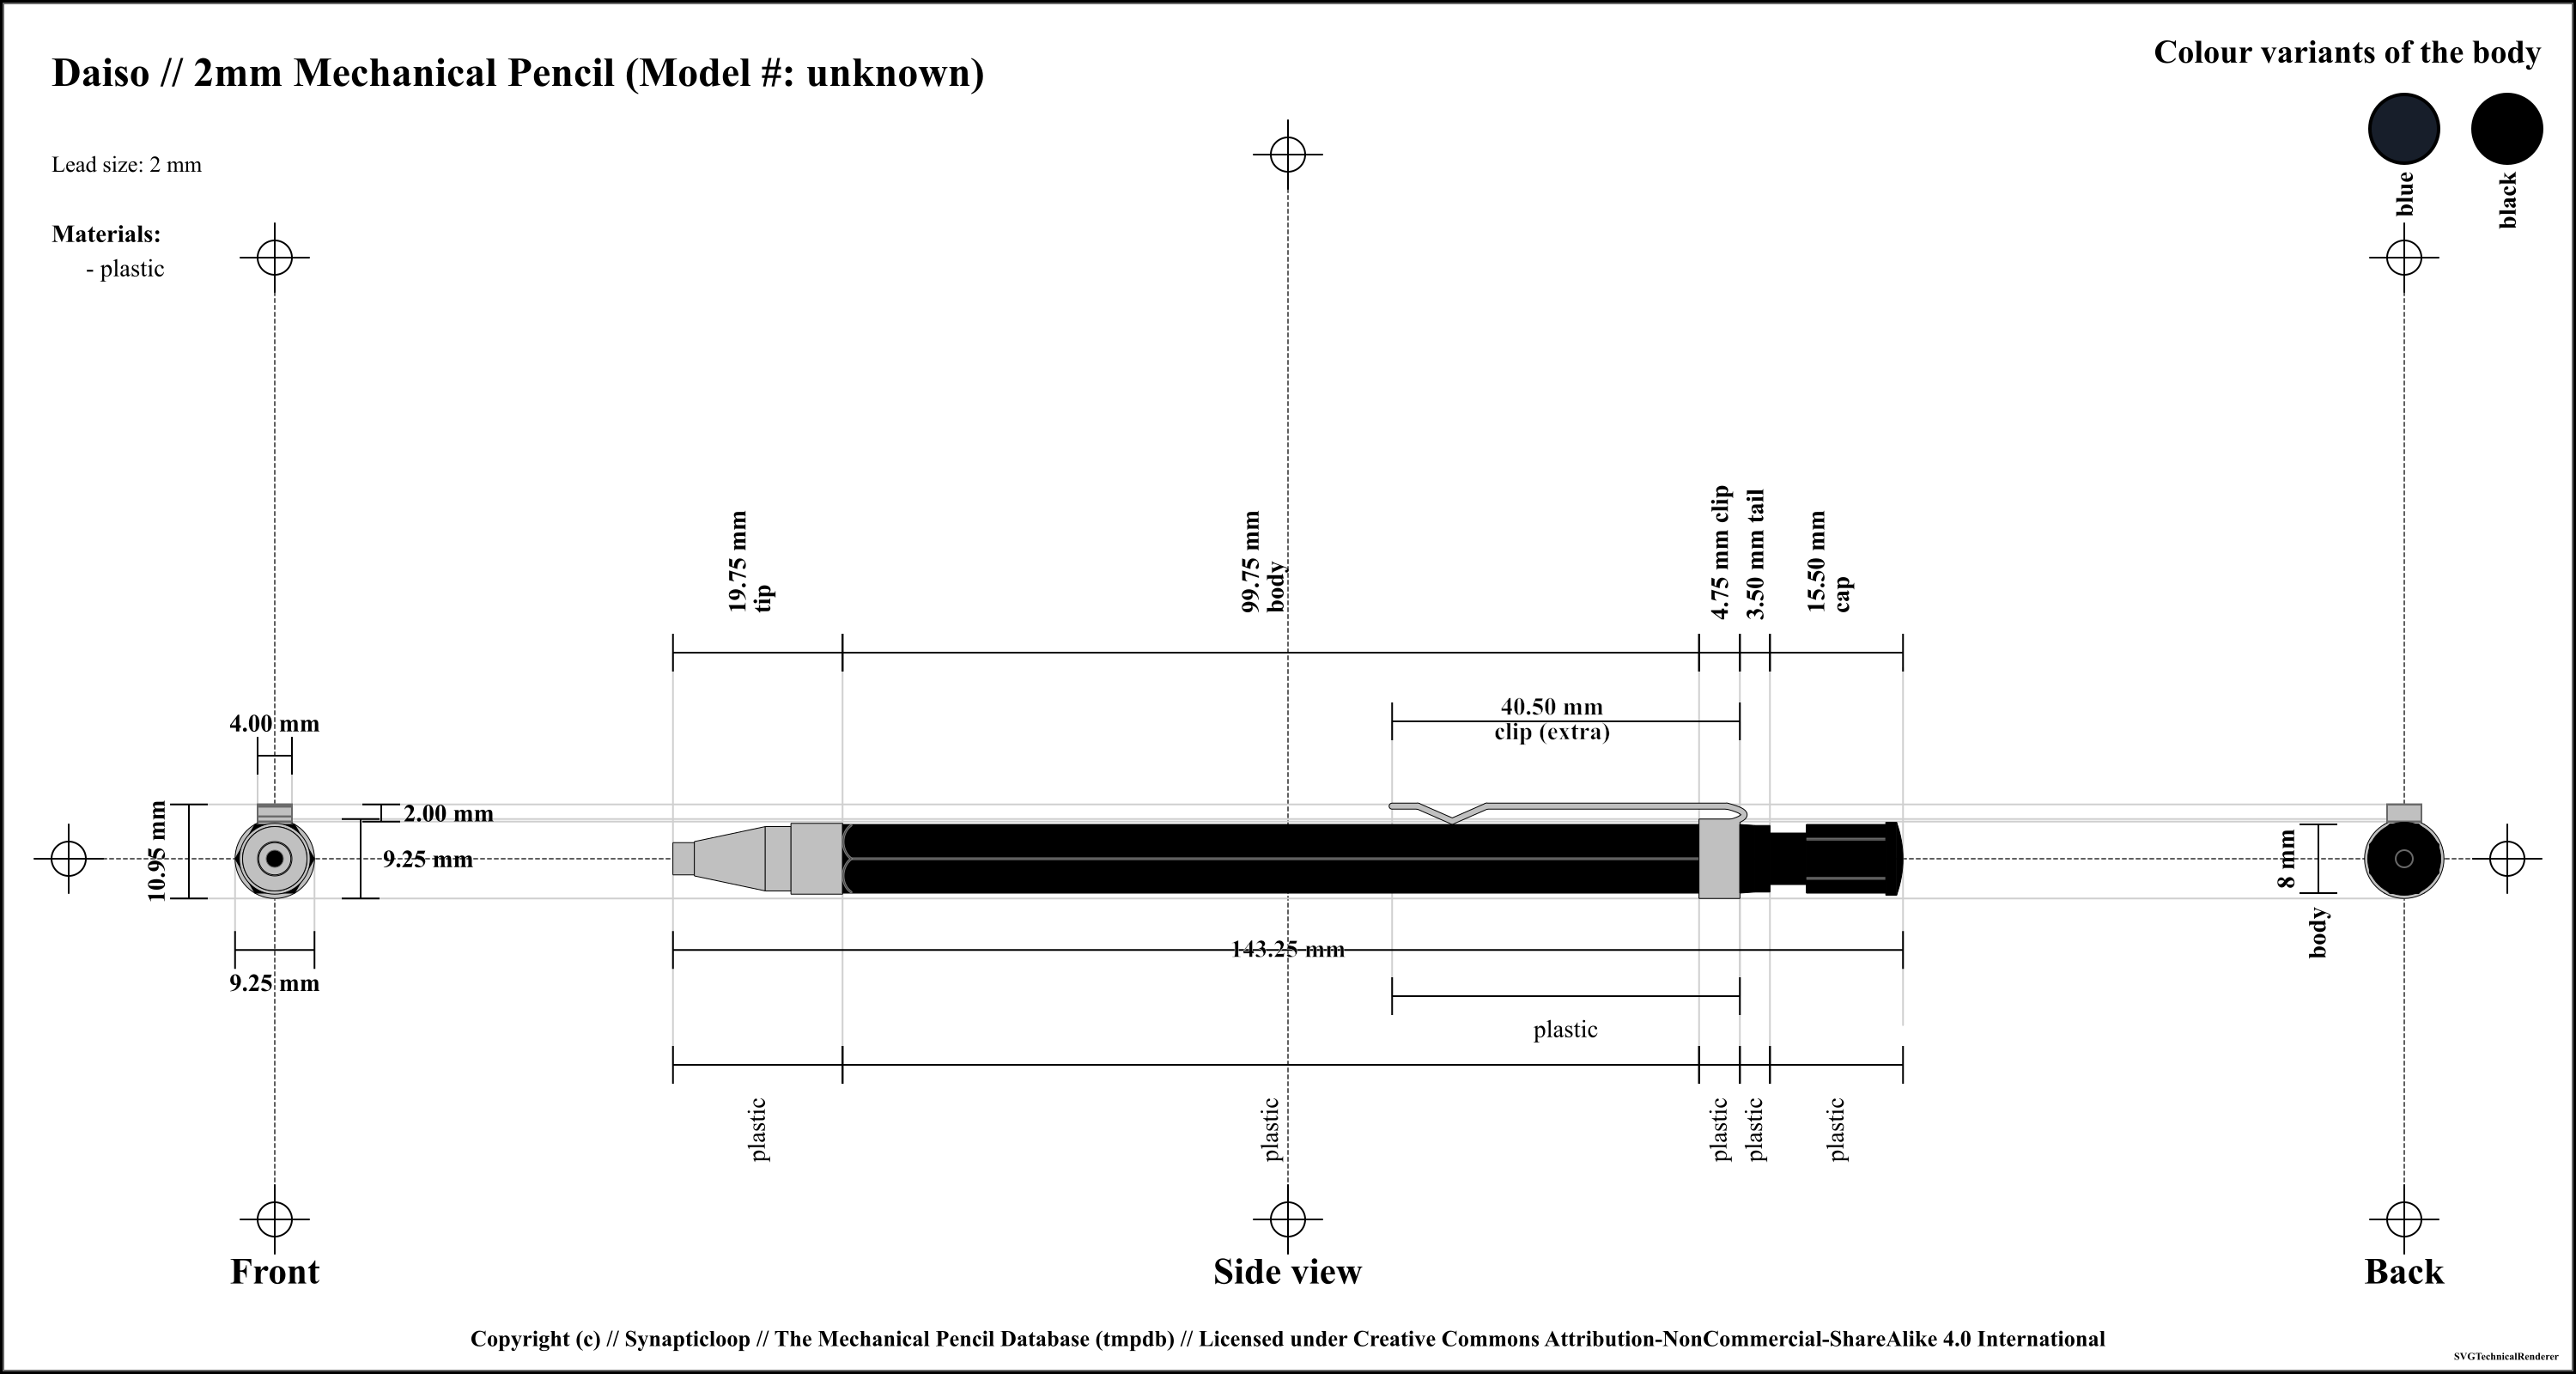 Daiso // 2mm Mechanical Pencil (Model #: unknown)
Colour variants of the body
blue
black
Lead size: 2 mm
Materials:
- plastic
19.75 mm
tip
99.75 mm
body
4.75 mm clip
3.50 mm tail
15.50 mm
cap
40.50 mm
clip (extra)
4.00 mm
2.00 mm
10.95 mm
9.25 mm
9.25 mm
8 mm
body
143.25 mm
plastic
plastic
plastic
plastic
plastic
plastic
Front
Side view
Back
Copyright (c) // Synapticloop // The Mechanical Pencil Database (tmpdb) // Licensed under Creative Commons Attribution-NonCommercial-ShareAlike 4.0 International
SVGTechnicalRenderer